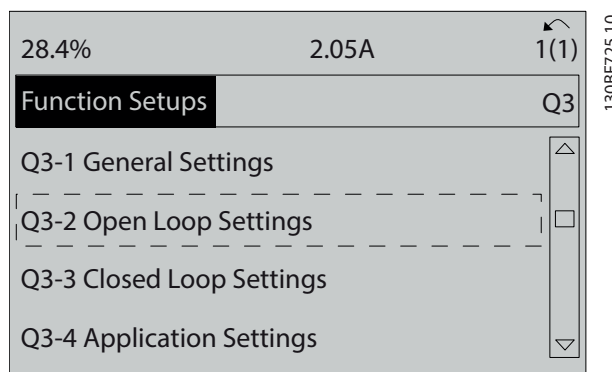 28.4% 2.05A 1(1)
Function Setups Q3
Q3-1 General Settings
Q3-2 Open Loop Settings
Q3-3 Closed Loop Settings
Q3-4 Application Settings
130BF725.10